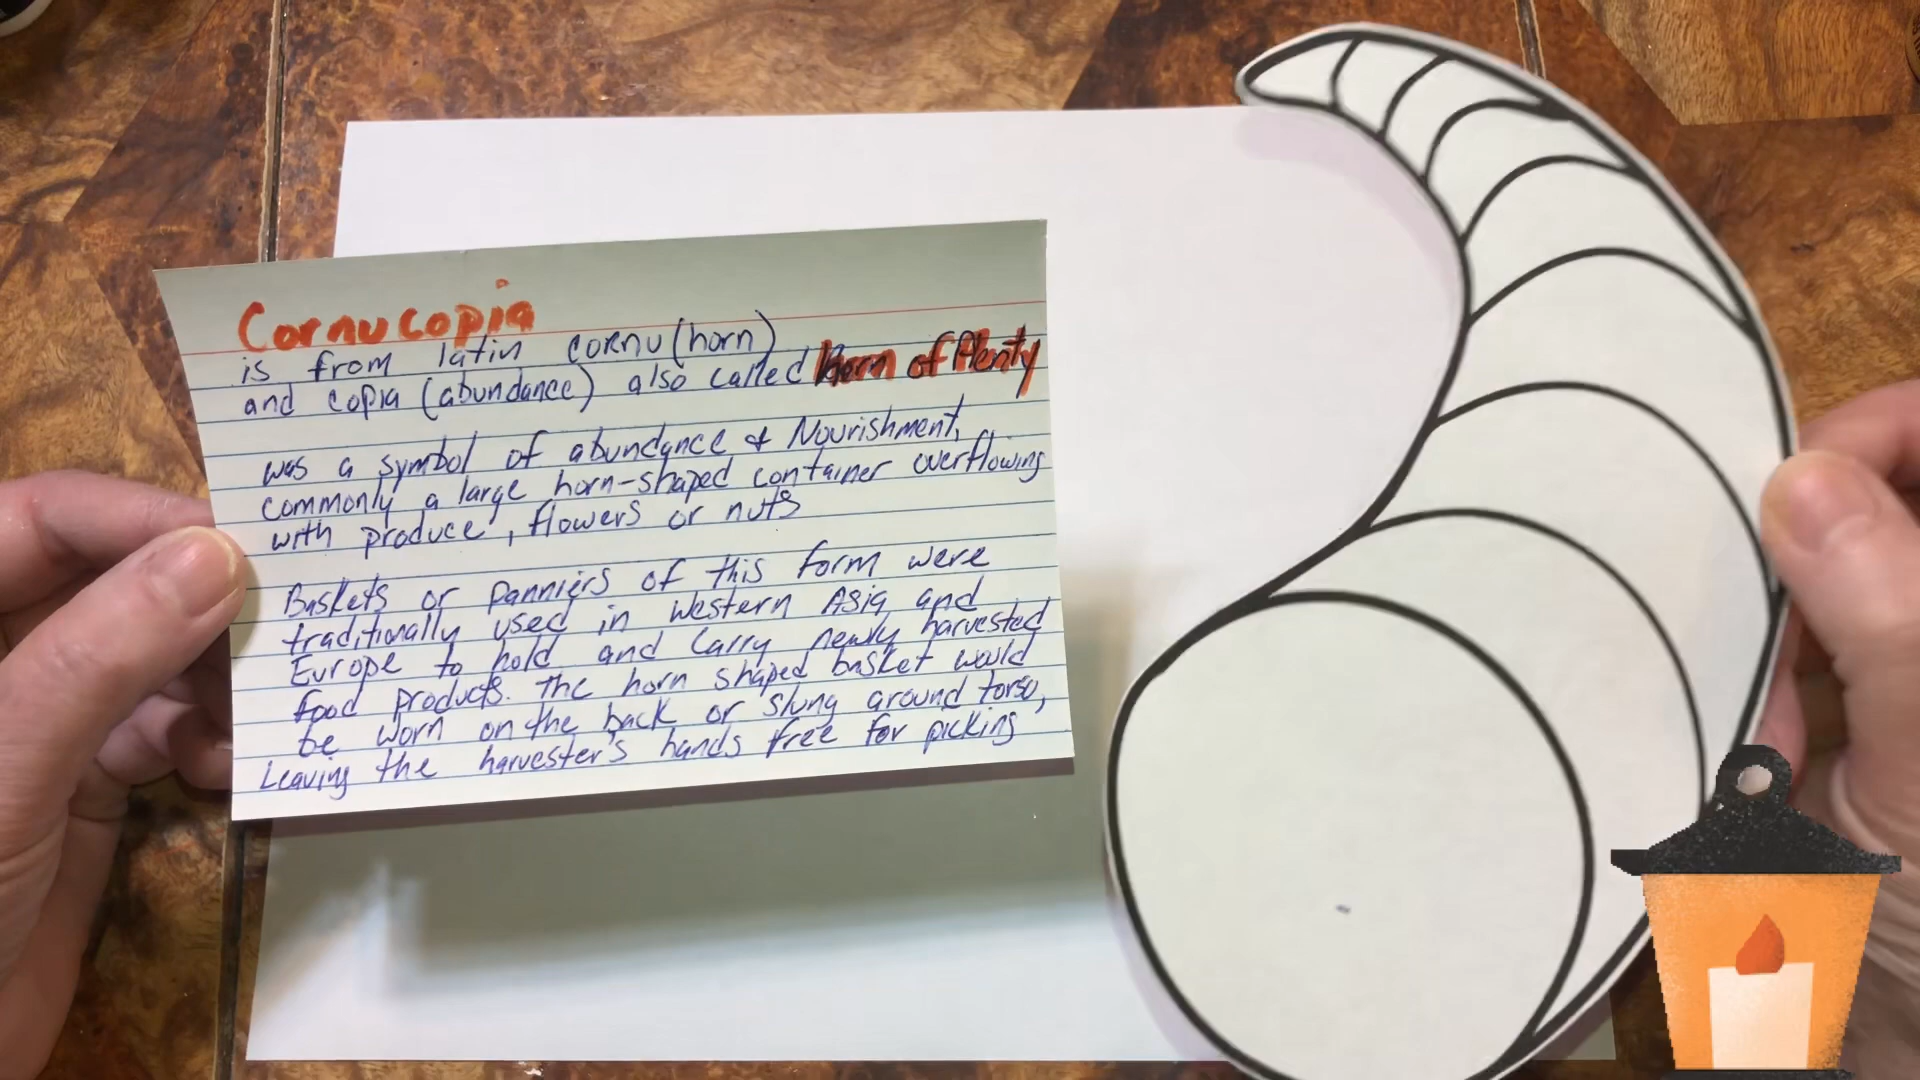 Cornucopia
is from latin cornu (horn)
and copia (abundance) also called Horn of Plenty
was a symbol of abundance & Nourishment,
commonly a large horn-shaped container overflowing
with produce, flowers or nuts
Baskets or panniers of this form were
traditionally used in western Asia and
Europe to hold and carry newly harvested
food products. The horn shaped basket would
be worn on the back or slung around torso,
Leaving the harvester's hands free for picking